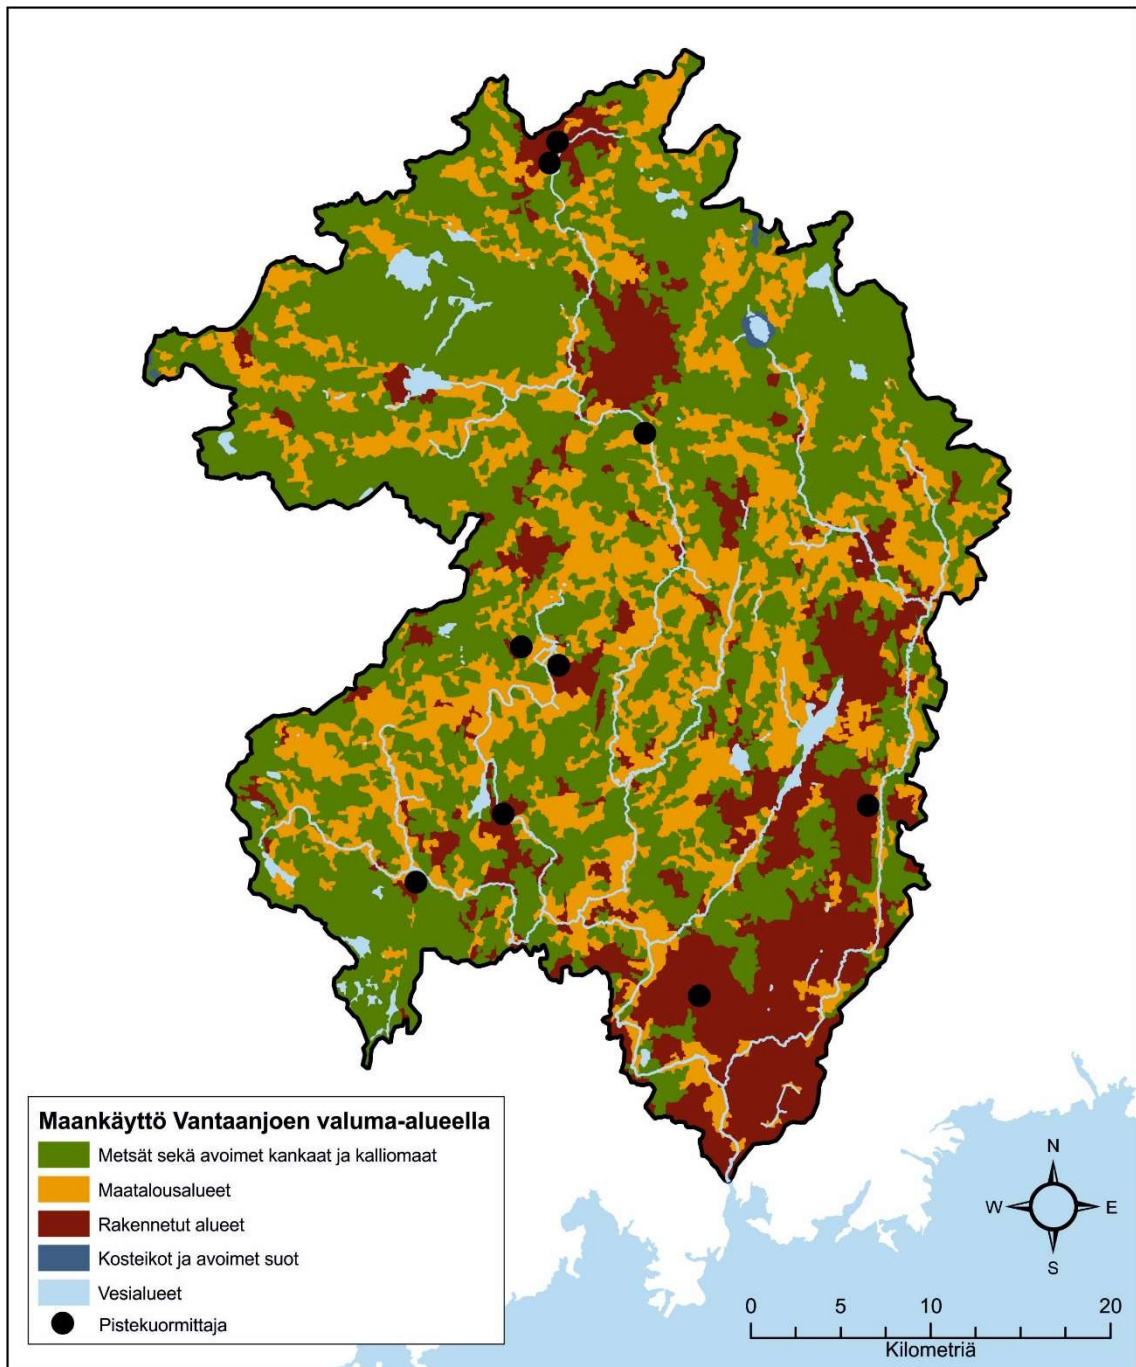 Maankäyttö Vantaanjoen valuma-alueella
Metsät sekä avoimet kankaat ja kalliomaat
Maatalousalueet
Rakennetut alueet
Kosteikot ja avoimet suot
Vesialueet
Pistekuormittaja
N
W E
S
0 5 10 20
Kilometriä